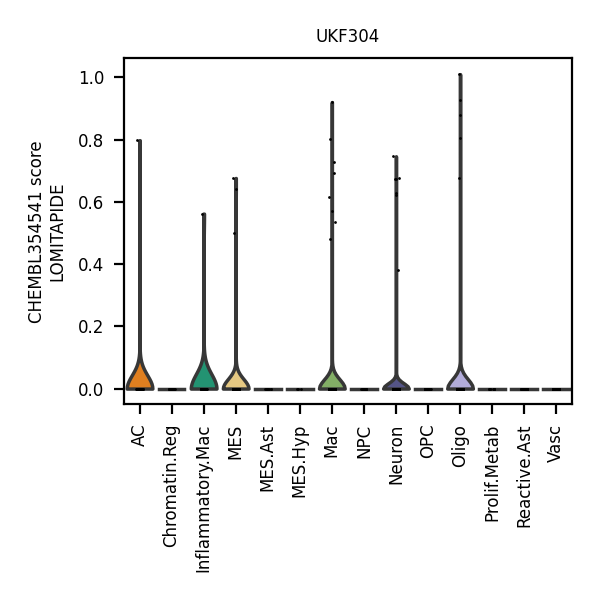 UKF304
CHEMBL354541 score
LOMITAPIDE
1.0
0.8
0.6
0.4
0.2
0.0
AC
Chromatin.Reg
Inflammatory.Mac
MES
MES.Ast
MES.Hyp
Mac
NPC
Neuron
OPC
Oligo
Prolif.Metab
Reactive.Ast
Vasc